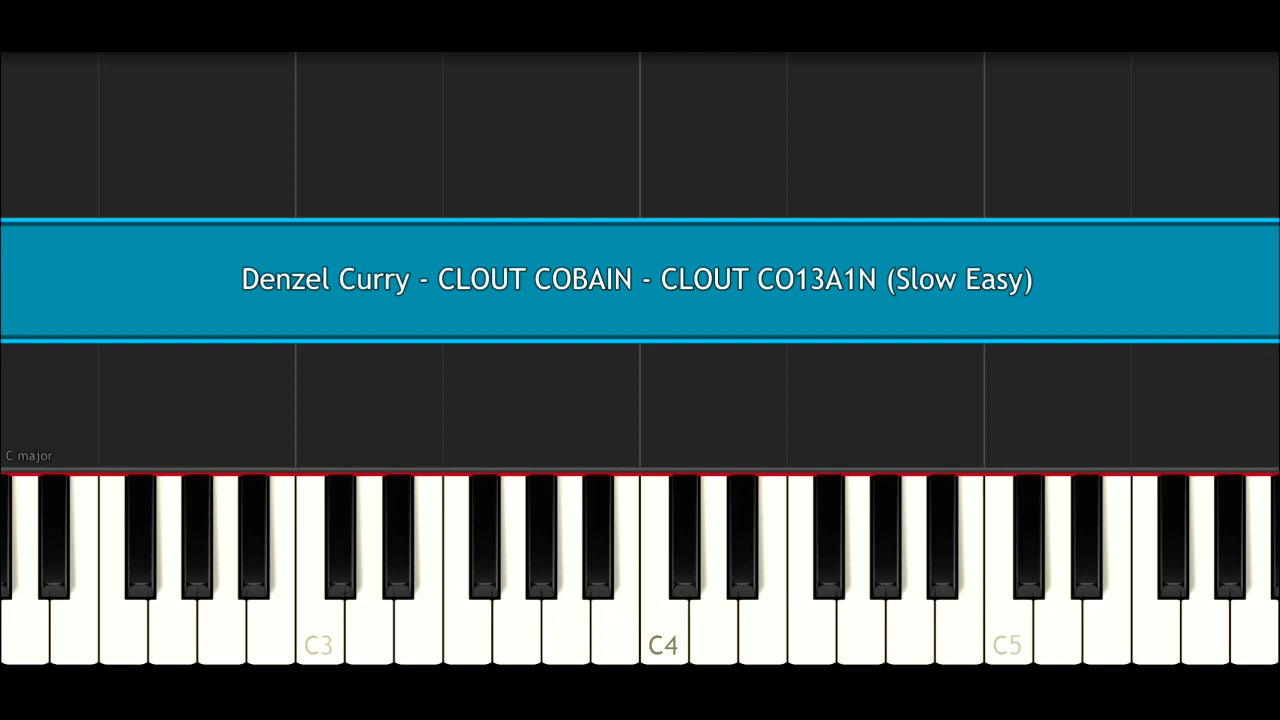 Denzel Curry - CLOUT COBAIN - CLOUT CO13A1N (Slow Easy)
C major
C3 C4 C5